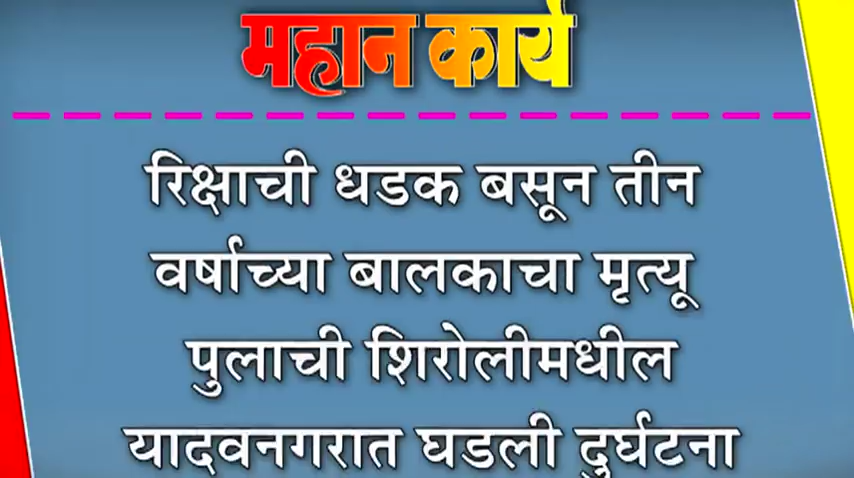 महान कार्य
रिक्षाची धडक बसून तीन
वर्षाच्या बालकाचा मृत्यू
पुलाची शिरोलीमधील
यादवनगरात घडली दुर्घटना